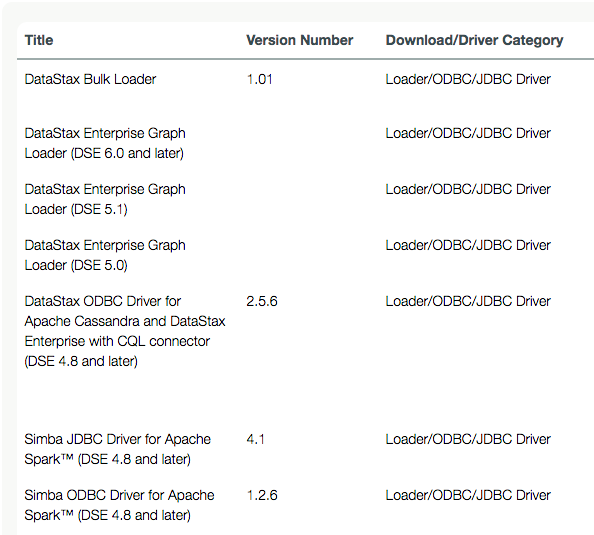 Title Version Number Download/Driver Category
DataStax Bulk Loader 1.01 Loader/ODBC/JDBC Driver
DataStax Enterprise Graph Loader/ODBC/JDBC Driver
Loader (DSE 6.0 and later)
DataStax Enterprise Graph Loader/ODBC/JDBC Driver
Loader (DSE 5.1)
DataStax Enterprise Graph Loader/ODBC/JDBC Driver
Loader (DSE 5.0)
DataStax ODBC Driver for 2.5.6 Loader/ODBC/JDBC Driver
Apache Cassandra and DataStax
Enterprise with CQL connector
(DSE 4.8 and later)
Simba JDBC Driver for Apache 4.1 Loader/ODBC/JDBC Driver
Spark™ (DSE 4.8 and later)
Simba ODBC Driver for Apache 1.2.6 Loader/ODBC/JDBC Driver
Spark™ (DSE 4.8 and later)